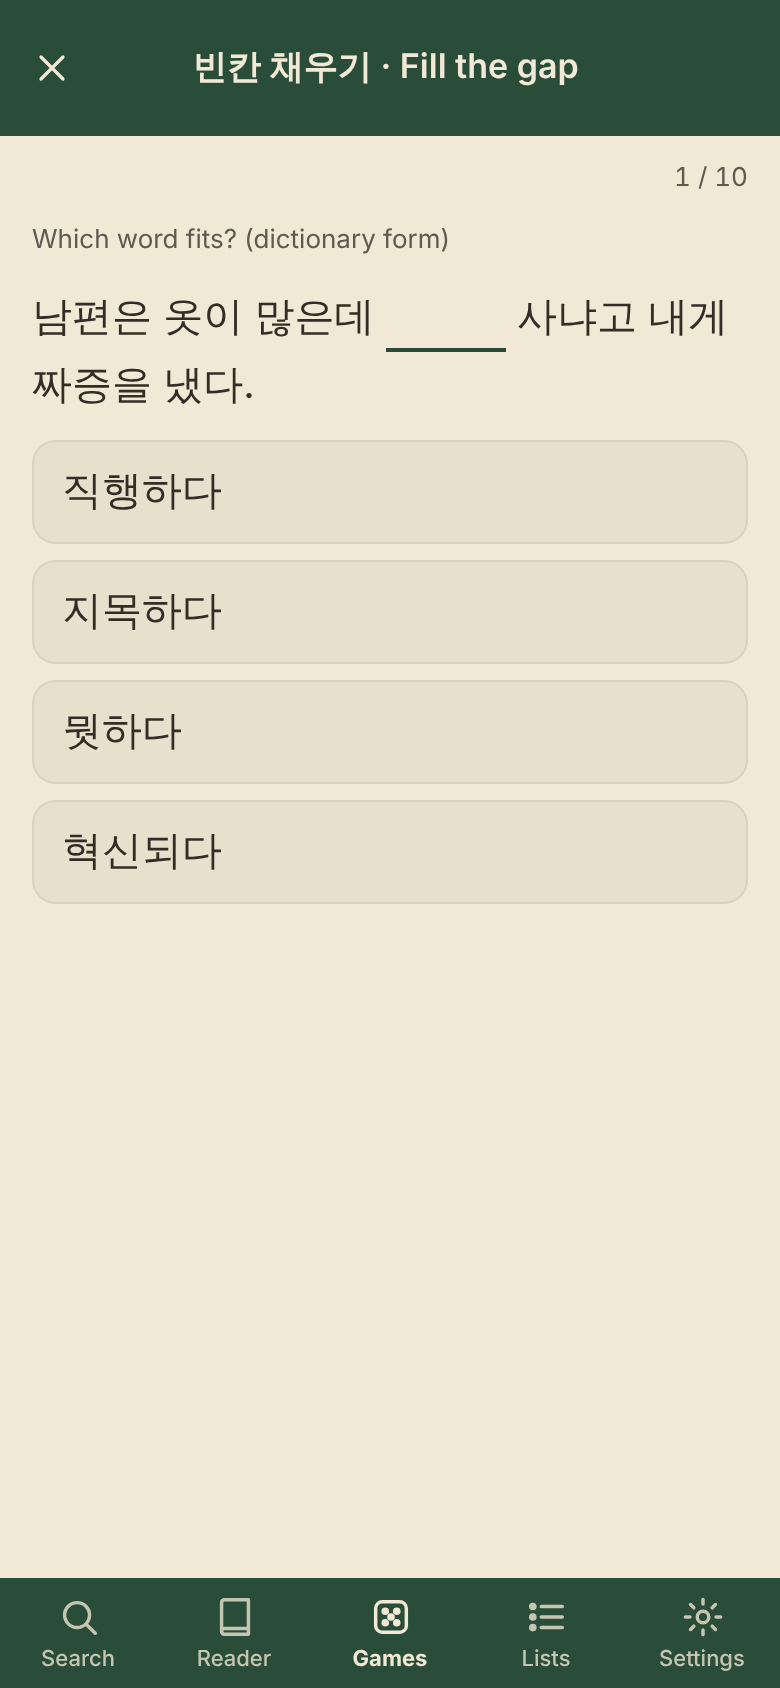 빈칸 채우기 · Fill the gap
1 / 10
Which word fits? (dictionary form)
남편은 옷이 많은데 ______ 사냐고 내게
짜증을 냈다.
직행하다
지목하다
뭣하다
혁신되다
Search
Reader
Games
Lists
Settings